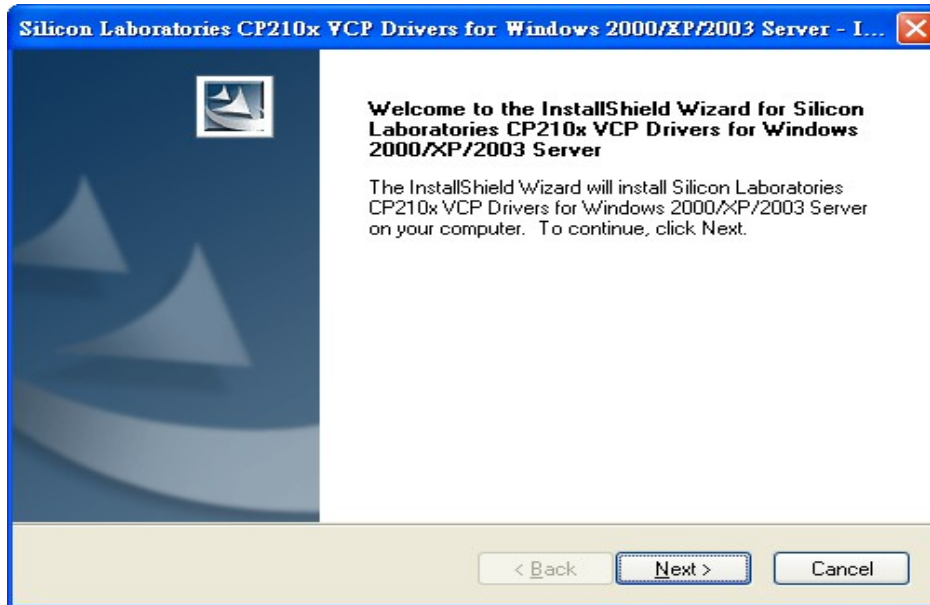 Silicon Laboratories CP210x VCP Drivers for Windows 2000/XP/2003 Server - I...
Welcome to the InstallShield Wizard for Silicon
Laboratories CP210x VCP Drivers for Windows
2000/XP/2003 Server
The InstallShield Wizard will install Silicon Laboratories
CP210x VCP Drivers for Windows 2000/XP/2003 Server
on your computer. To continue, click Next.
< Back
Next >
Cancel